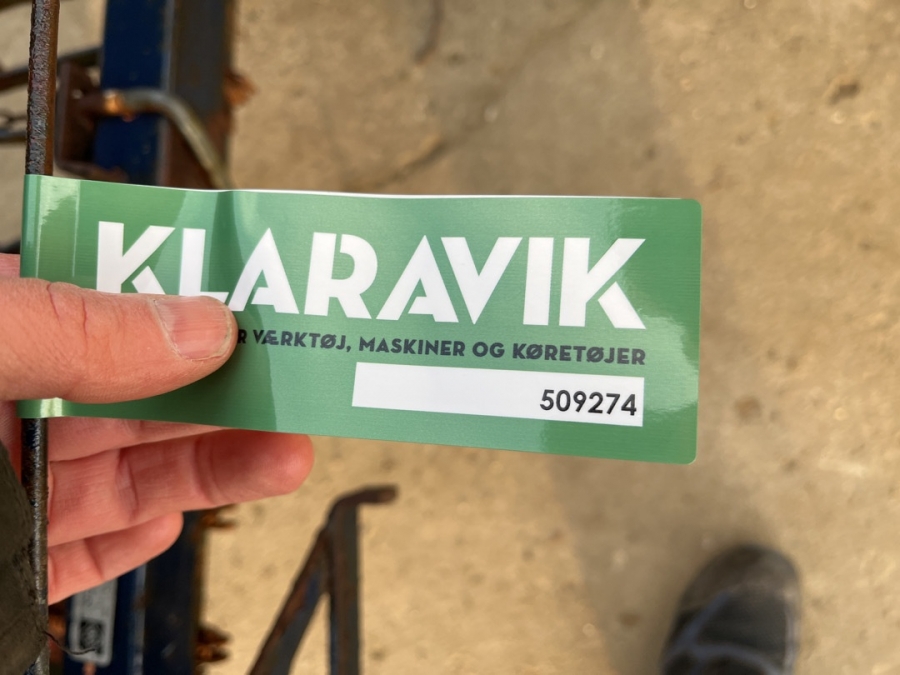 KLARAVIK
VÆRKTØJ, MASKINER OG KØRETØJER
509274